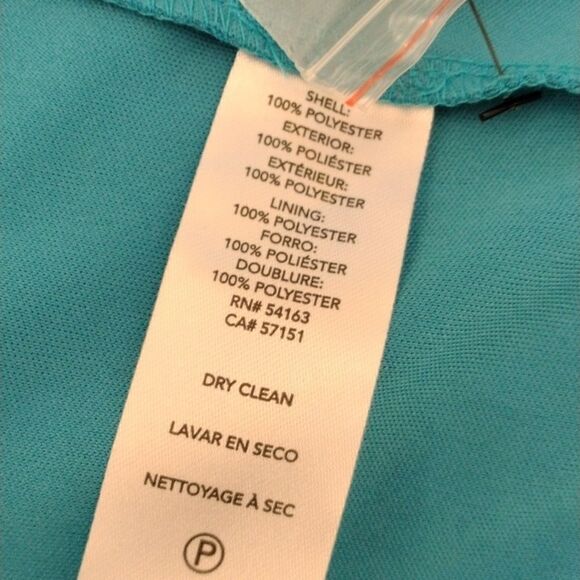 SHELL:
100% POLYESTER
EXTERIOR:
100% POLIÉSTER
EXTÉRIEUR:
100% POLYESTER
LINING:
100% POLYESTER
FORRO:
100% POLIÉSTER
DOUBLURE:
100% POLYESTER
RN# 54163
CA# 57151
DRY CLEAN
LAVAR EN SECO
NETTOYAGE À SEC
P